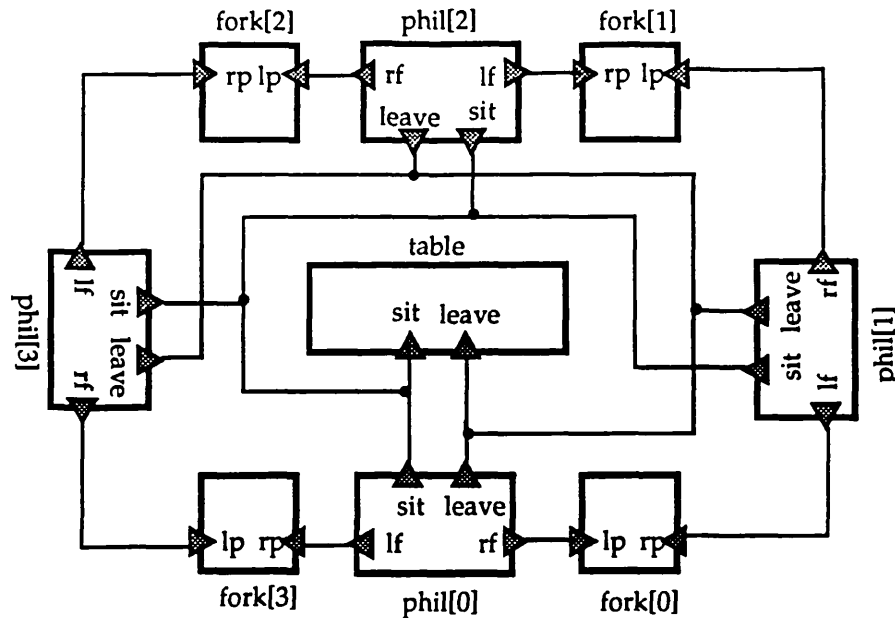 fork[2]
phil[2]
fork[1]
rp lp
rf
lf
rp lp
leave
sit
table
sit leave
phil[3]
lf
sit
leave
rf
leave
rf
sit
lf
phil[1]
sit leave
lp rp
lf
rf
lp rp
fork[3]
phil[0]
fork[0]